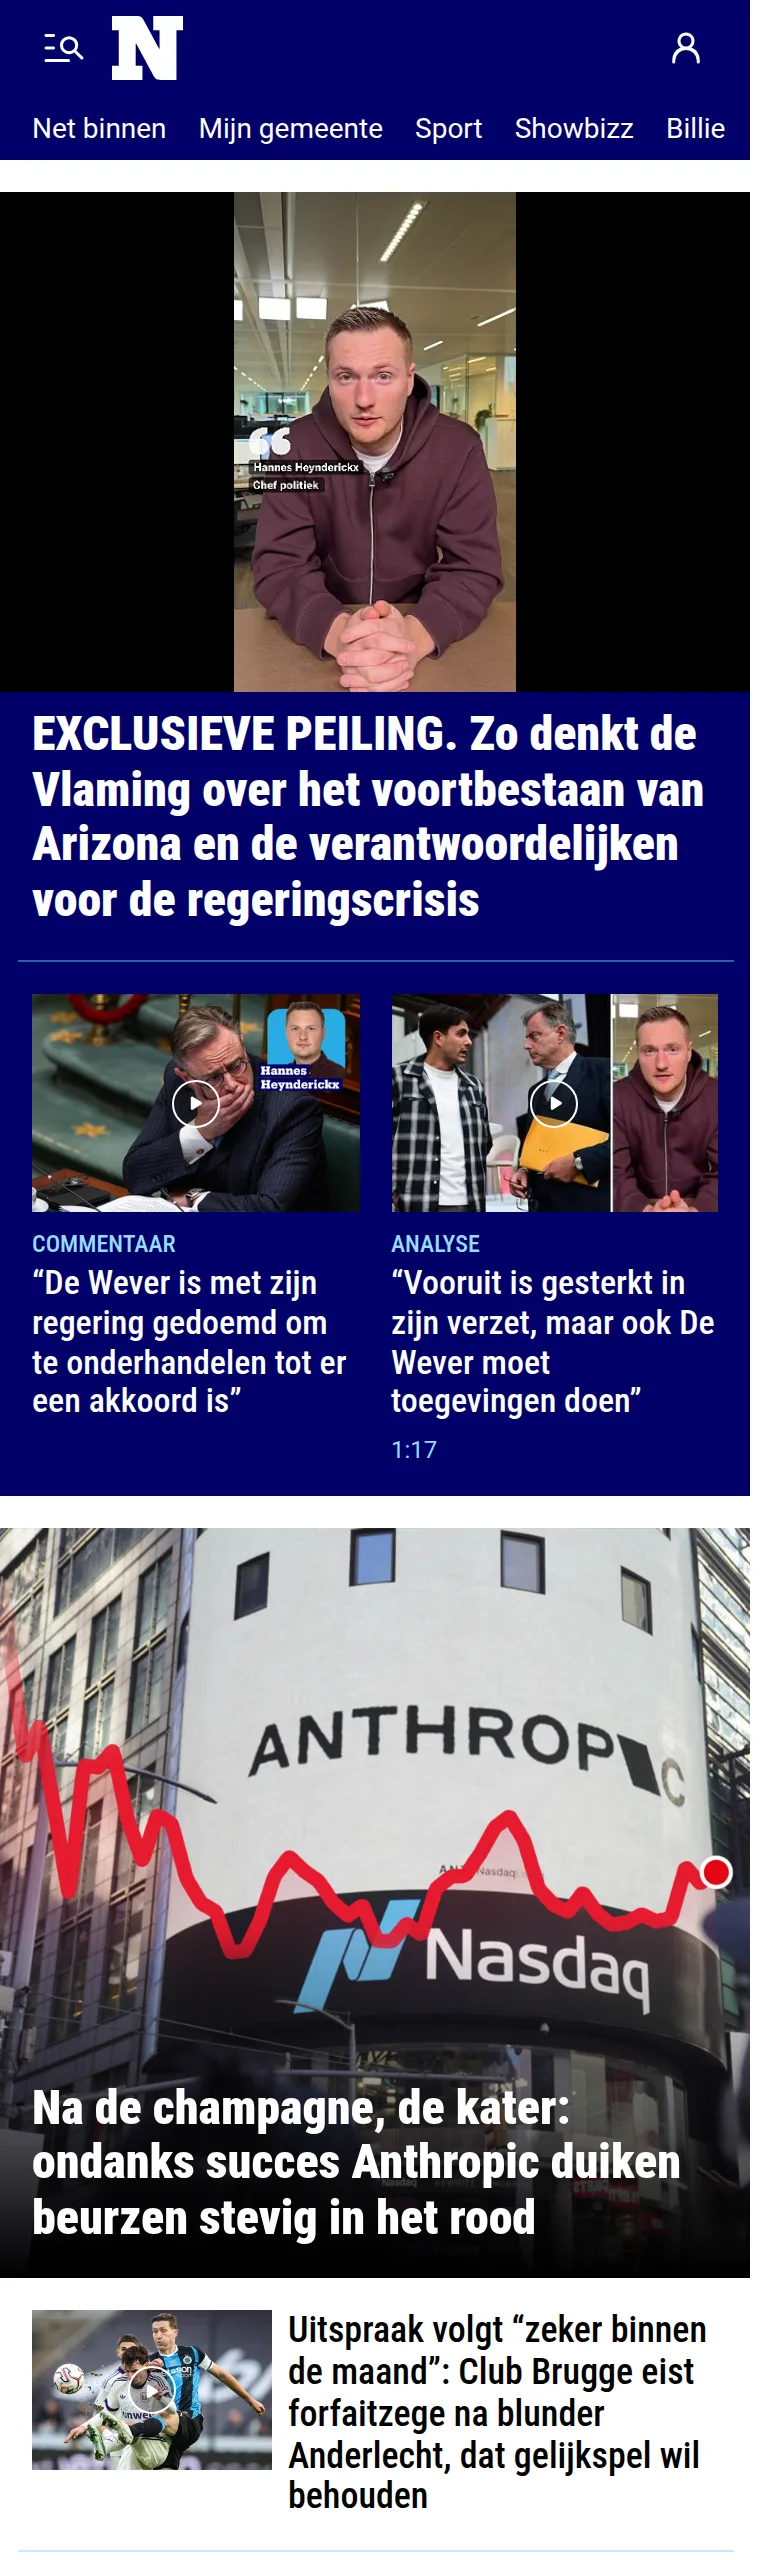 N
Net binnen Mijn gemeente Sport Showbizz Billie
Hannes Heynderickx
Chef politiek
EXCLUSIEVE PEILING. Zo denkt de
Vlaming over het voortbestaan van
Arizona en de verantwoordelijken
voor de regeringscrisis
Hannes
Heynderickx
COMMENTAAR
“De Wever is met zijn
regering gedoemd om
te onderhandelen tot er
een akkoord is”
ANALYSE
“Vooruit is gesterkt in
zijn verzet, maar ook De
Wever moet
toegevingen doen”
1:17
ANTHROP\C
Nasdaq
Nasdaq
Na de champagne, de kater:
ondanks succes Anthropic duiken
beurzen stevig in het rood
Uitspraak volgt “zeker binnen
de maand”: Club Brugge eist
forfaitzege na blunder
Anderlecht, dat gelijkspel wil
behouden